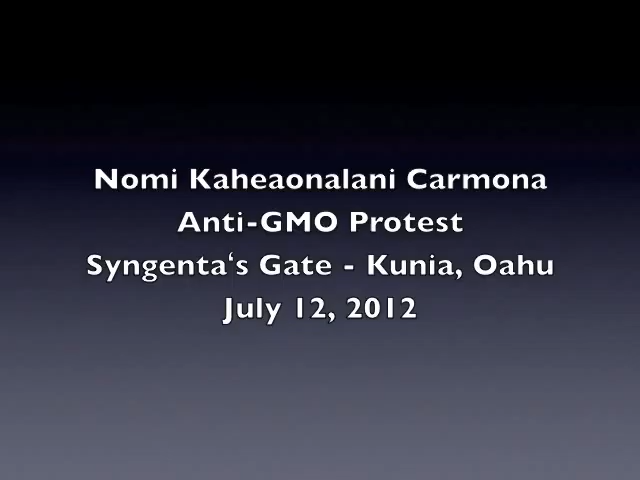 Nomi Kaheaonalani Carmona
Anti-GMO Protest
Syngenta‘s Gate - Kunia, Oahu
July 12, 2012